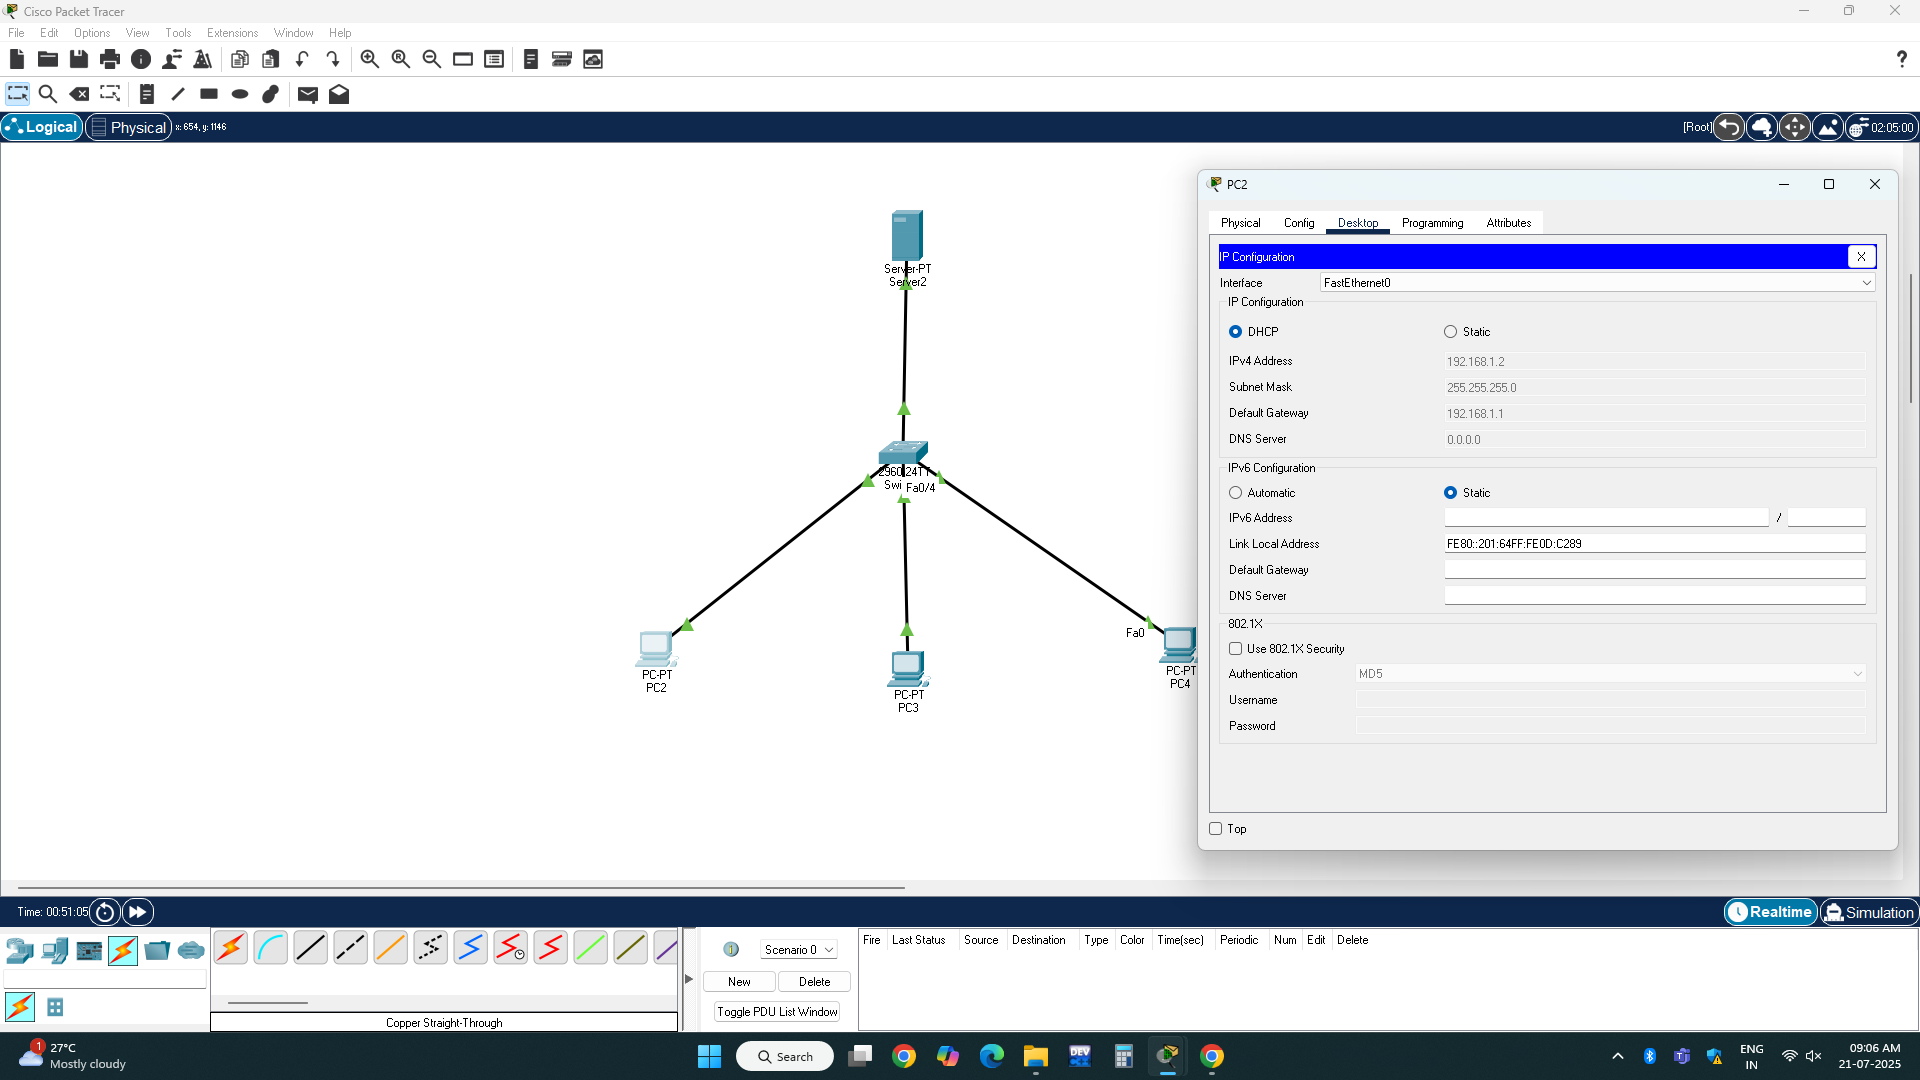 Cisco Packet Tracer
File Edit Options View Tools Extensions Window Help
Logical Physical x: 654, y: 1146 [Root] 02:05:00
Server-PT
Server2
2960-24TT
Swi Fa0/4
Fa0
PC-PT
PC2
PC-PT
PC3
PC-PT
PC4
PC2
Physical Config Desktop Programming Attributes
IP Configuration X
Interface FastEthernet0
IP Configuration
DHCP Static
IPv4 Address 192.168.1.2
Subnet Mask 255.255.255.0
Default Gateway 192.168.1.1
DNS Server 0.0.0.0
IPv6 Configuration
Automatic Static
IPv6 Address /
Link Local Address FE80::201:64FF:FE0D:C289
Default Gateway
DNS Server
802.1X
Use 802.1X Security
Authentication MD5
Username
Password
Top
Time: 00:51:05 Realtime Simulation
Scenario 0
New Delete
Toggle PDU List Window
Fire Last Status Source Destination Type Color Time(sec) Periodic Num Edit Delete
Copper Straight-Through
1 27°C
Mostly cloudy
Search
DEV
ENG
IN
09:06 AM
21-07-2025